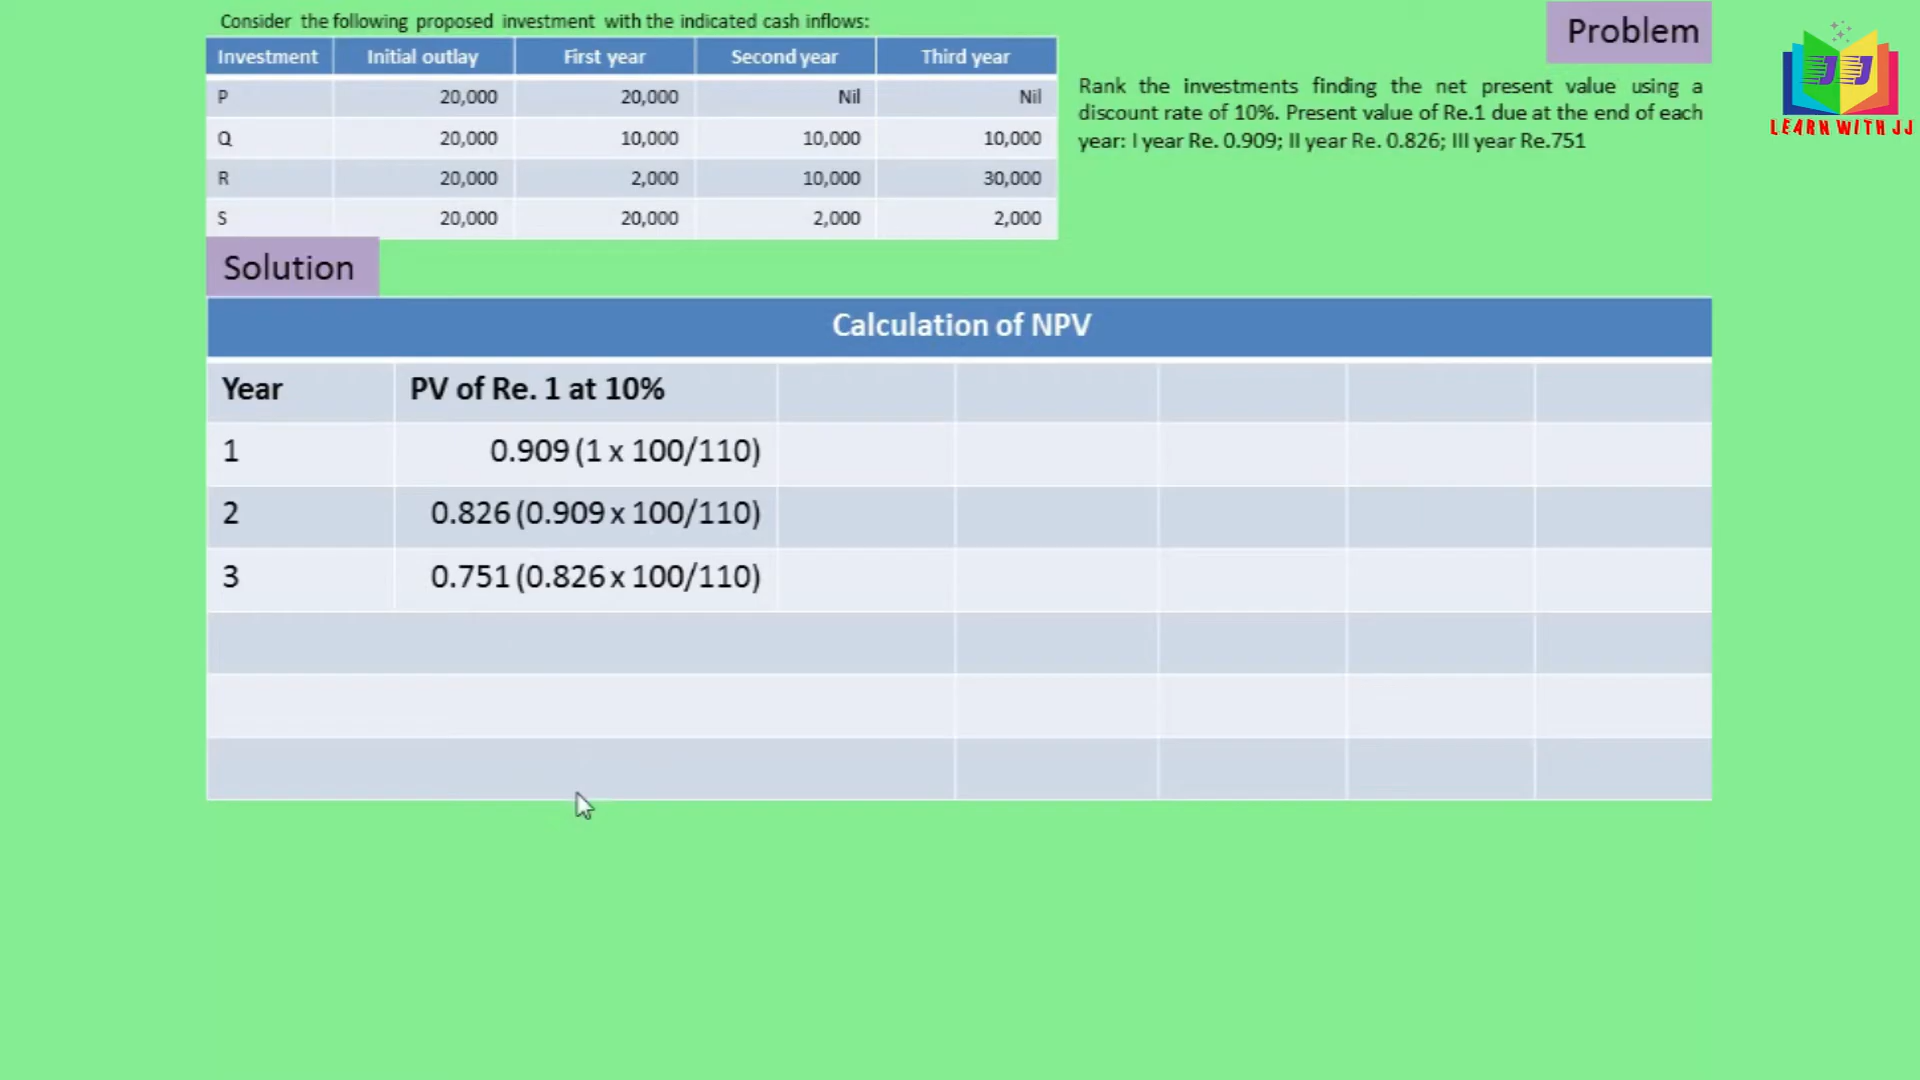 Consider the following proposed investment with the indicated cash inflows:
Problem
Investment Initial outlay First year Second year Third year
P 20,000 20,000 Nil Nil
Q 20,000 10,000 10,000 10,000
R 20,000 2,000 10,000 30,000
S 20,000 20,000 2,000 2,000
Rank the investments finding the net present value using a
discount rate of 10%. Present value of Re.1 due at the end of each
year: I year Re. 0.909; II year Re. 0.826; III year Re.751
JJ
LEARN WITH JJ
Solution
Calculation of NPV
Year PV of Re. 1 at 10%
1 0.909 (1 x 100/110)
2 0.826 (0.909 x 100/110)
3 0.751 (0.826 x 100/110)